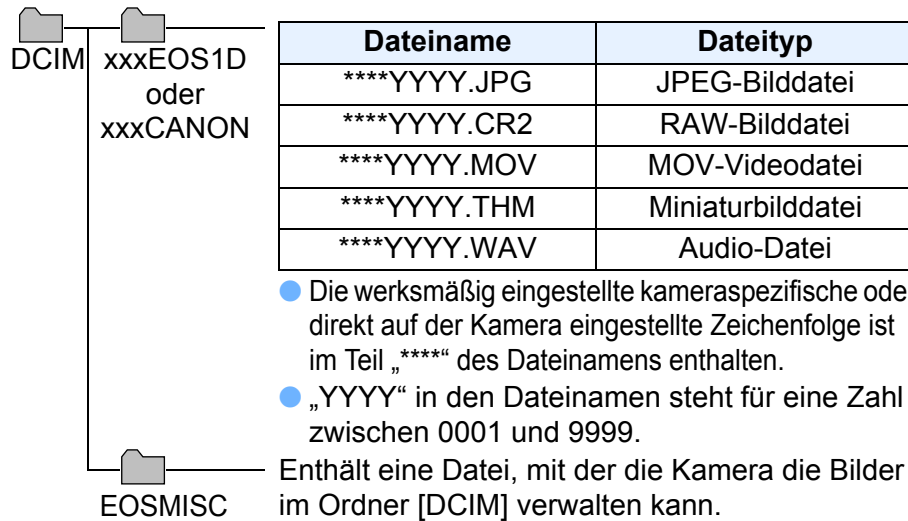 DCIM
xxxEOS1D
oder
xxxCANON
Dateiname Dateityp
****YYYY.JPG JPEG-Bilddatei
****YYYY.CR2 RAW-Bilddatei
****YYYY.MOV MOV-Videodatei
****YYYY.THM Miniaturbilddatei
****YYYY.WAV Audio-Datei
● Die werksmäßig eingestellte kameraspezifische ode
direkt auf der Kamera eingestellte Zeichenfolge ist
im Teil „****“ des Dateinamens enthalten.
● „YYYY“ in den Dateinamen steht für eine Zahl
zwischen 0001 und 9999.
EOSMISC
Enthält eine Datei, mit der die Kamera die Bilder
im Ordner [DCIM] verwalten kann.